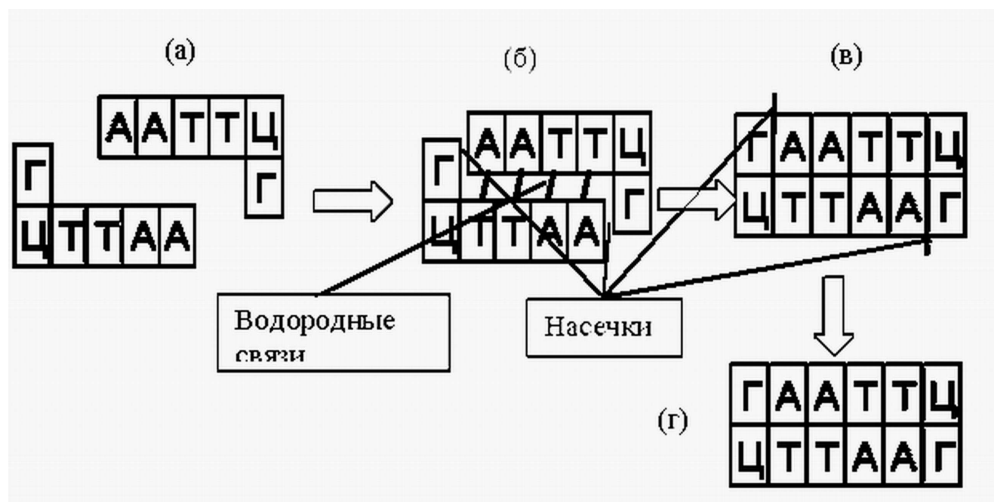 (а)
(б)
(в)
ААТТЦ
Г
Г
ЦТТАА
ААТТЦ
Г
Г
ЦТТАА
ГААТТЦ
ЦТТААГ
Водородные
связи
Насечки
(г)
ГААТТЦ
ЦТТААГ